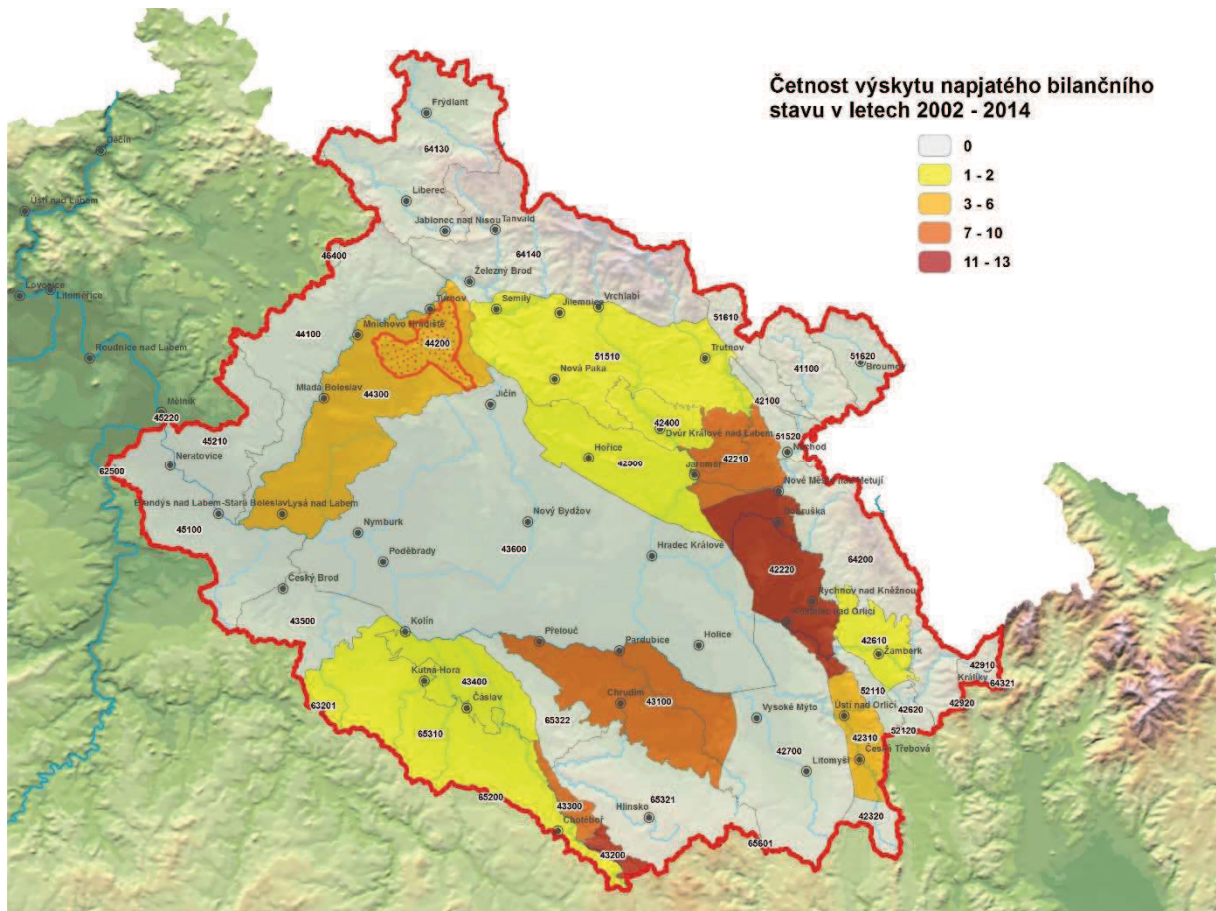 Četnost výskytu napjatého bilančního
stavu v letech 2002 - 2014
0
1 - 2
3 - 6
7 - 10
11 - 13
Frýdlant
64130
Děčín
Liberec
Ústí nad Labem
Jablonec nad Nisou
Tanvald
46400
64140
Železný Brod
Lovosice
Litoměřice
Turnov
Semily
Jilemnice
Vrchlabí
51610
44100
Mnichovo Hradiště
44200
Roudnice nad Labem
51510
Trutnov
51620
Broumov
41100
Nová Paka
Mladá Boleslav
44300
Jičín
42100
Mělník
45220
42400
Dvůr Králové nad Labem
45210
51520
Náchod
Neratovice
62500
Hořice
42210
Jaroměř
Nové Město nad Metují
Brandýs nad Labem-Stará Boleslav
Lysá nad Labem
Nový Bydžov
Dobruška
45100
Nymburk
43600
Hradec Králové
Poděbrady
64200
42220
Český Brod
Rychnov nad Kněžnou
43500
Kolín
Přelouč
Pardubice
Holice
42610
Žamberk
Kutná Hora
43400
42910
Králíky
64321
52110
63201
Čáslav
Chrudim
43100
42620
42920
65322
Vysoké Mýto
Ústí nad Orlicí
52120
65310
42310
42700
Česká Třebová
Litomyšl
65200
43300
Hlinsko
65321
42320
Chotěboř
43200
65601